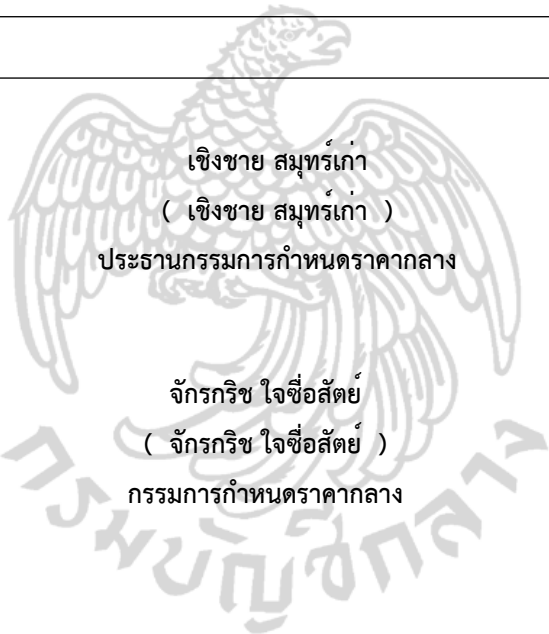 เชิงชาย สมุทร์เก่า
( เชิงชาย สมุทร์เก่า )
ประธานกรรมการกำหนดราคากลาง
จักรกริช ใจซื่อสัตย์
( จักรกริช ใจซื่อสัตย์ )
กรรมการกำหนดราคากลาง
กรมบัญชีกลาง